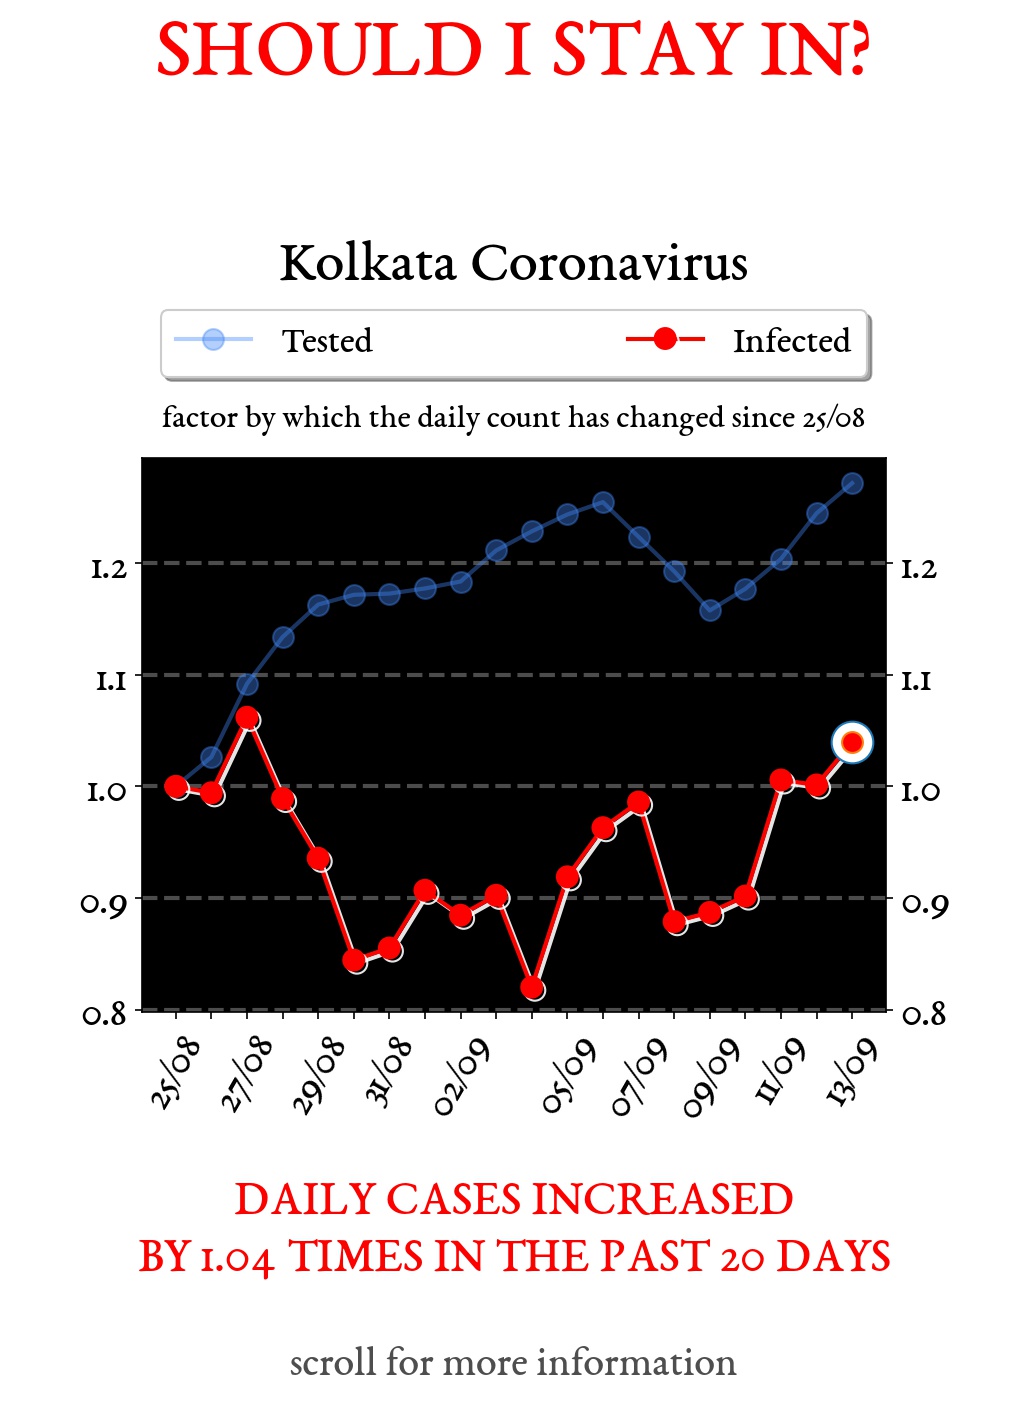 SHOULD I STAY IN?
Kolkata Coronavirus
Tested Infected
factor by which the daily count has changed since 25/08
1.2 1.2
1.1 1.1
1.0 1.0
0.9 0.9
0.8 0.8
25/08 27/08 29/08 31/08 02/09 05/09 07/09 09/09 11/09 13/09
DAILY CASES INCREASED
BY 1.04 TIMES IN THE PAST 20 DAYS
scroll for more information